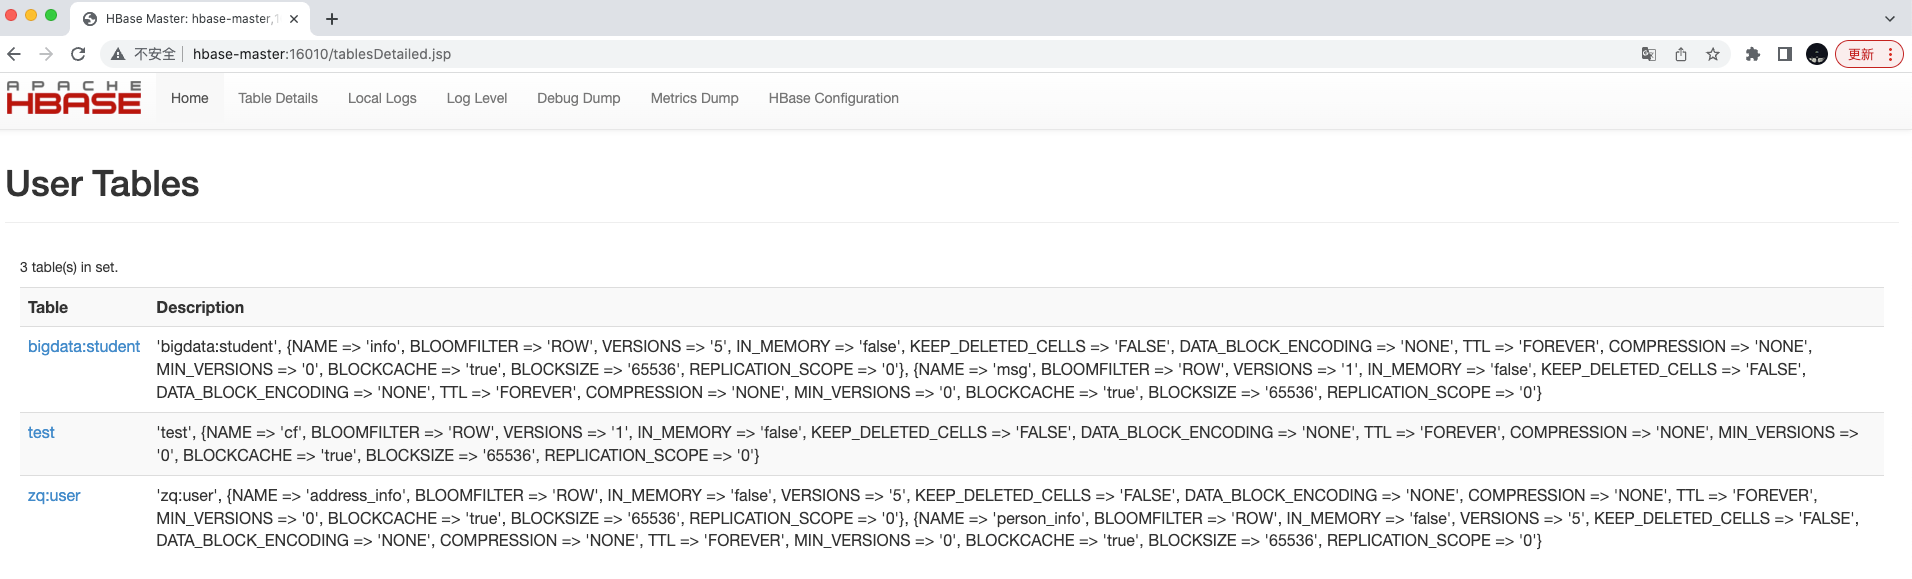 HBase Master: hbase-master,1
不安全 hbase-master:16010/tablesDetailed.jsp 更新
APACHE
HBASE
Home Table Details Local Logs Log Level Debug Dump Metrics Dump HBase Configuration
User Tables
3 table(s) in set.
Table Description
bigdata:student 'bigdata:student', {NAME => 'info', BLOOMFILTER => 'ROW', VERSIONS => '5', IN_MEMORY => 'false', KEEP_DELETED_CELLS => 'FALSE', DATA_BLOCK_ENCODING => 'NONE', TTL => 'FOREVER', COMPRESSION => 'NONE',
MIN_VERSIONS => '0', BLOCKCACHE => 'true', BLOCKSIZE => '65536', REPLICATION_SCOPE => '0'}, {NAME => 'msg', BLOOMFILTER => 'ROW', VERSIONS => '1', IN_MEMORY => 'false', KEEP_DELETED_CELLS => 'FALSE',
DATA_BLOCK_ENCODING => 'NONE', TTL => 'FOREVER', COMPRESSION => 'NONE', MIN_VERSIONS => '0', BLOCKCACHE => 'true', BLOCKSIZE => '65536', REPLICATION_SCOPE => '0'}
test 'test', {NAME => 'cf', BLOOMFILTER => 'ROW', VERSIONS => '1', IN_MEMORY => 'false', KEEP_DELETED_CELLS => 'FALSE', DATA_BLOCK_ENCODING => 'NONE', TTL => 'FOREVER', COMPRESSION => 'NONE', MIN_VERSIONS =>
'0', BLOCKCACHE => 'true', BLOCKSIZE => '65536', REPLICATION_SCOPE => '0'}
zq:user 'zq:user', {NAME => 'address_info', BLOOMFILTER => 'ROW', IN_MEMORY => 'false', VERSIONS => '5', KEEP_DELETED_CELLS => 'FALSE', DATA_BLOCK_ENCODING => 'NONE', COMPRESSION => 'NONE', TTL => 'FOREVER',
MIN_VERSIONS => '0', BLOCKCACHE => 'true', BLOCKSIZE => '65536', REPLICATION_SCOPE => '0'}, {NAME => 'person_info', BLOOMFILTER => 'ROW', IN_MEMORY => 'false', VERSIONS => '5', KEEP_DELETED_CELLS => 'FALSE',
DATA_BLOCK_ENCODING => 'NONE', COMPRESSION => 'NONE', TTL => 'FOREVER', MIN_VERSIONS => '0', BLOCKCACHE => 'true', BLOCKSIZE => '65536', REPLICATION_SCOPE => '0'}